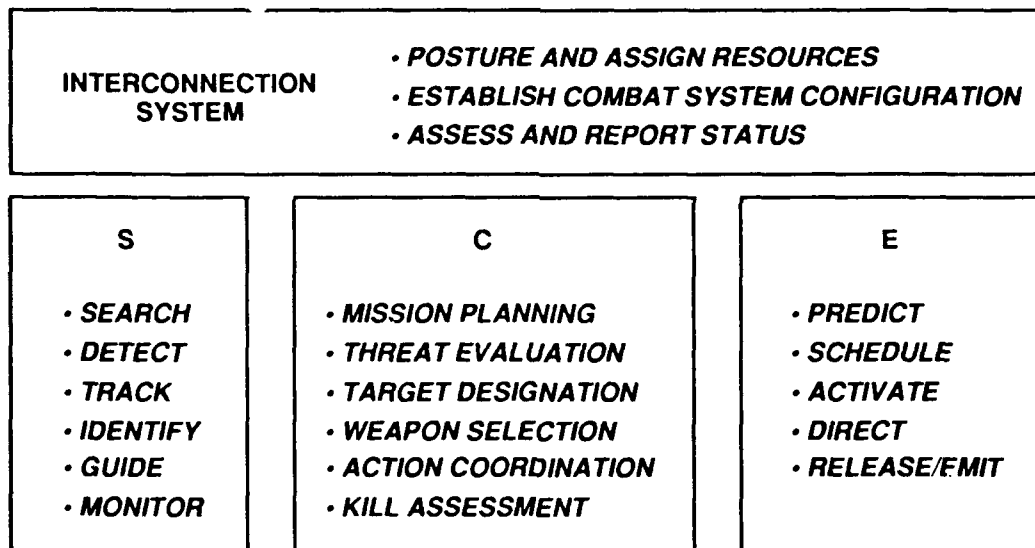 INTERCONNECTION
SYSTEM
• POSTURE AND ASSIGN RESOURCES
• ESTABLISH COMBAT SYSTEM CONFIGURATION
• ASSESS AND REPORT STATUS
S
• SEARCH
• DETECT
• TRACK
• IDENTIFY
• GUIDE
• MONITOR
C
• MISSION PLANNING
• THREAT EVALUATION
• TARGET DESIGNATION
• WEAPON SELECTION
• ACTION COORDINATION
• KILL ASSESSMENT
E
• PREDICT
• SCHEDULE
• ACTIVATE
• DIRECT
• RELEASE/EMIT